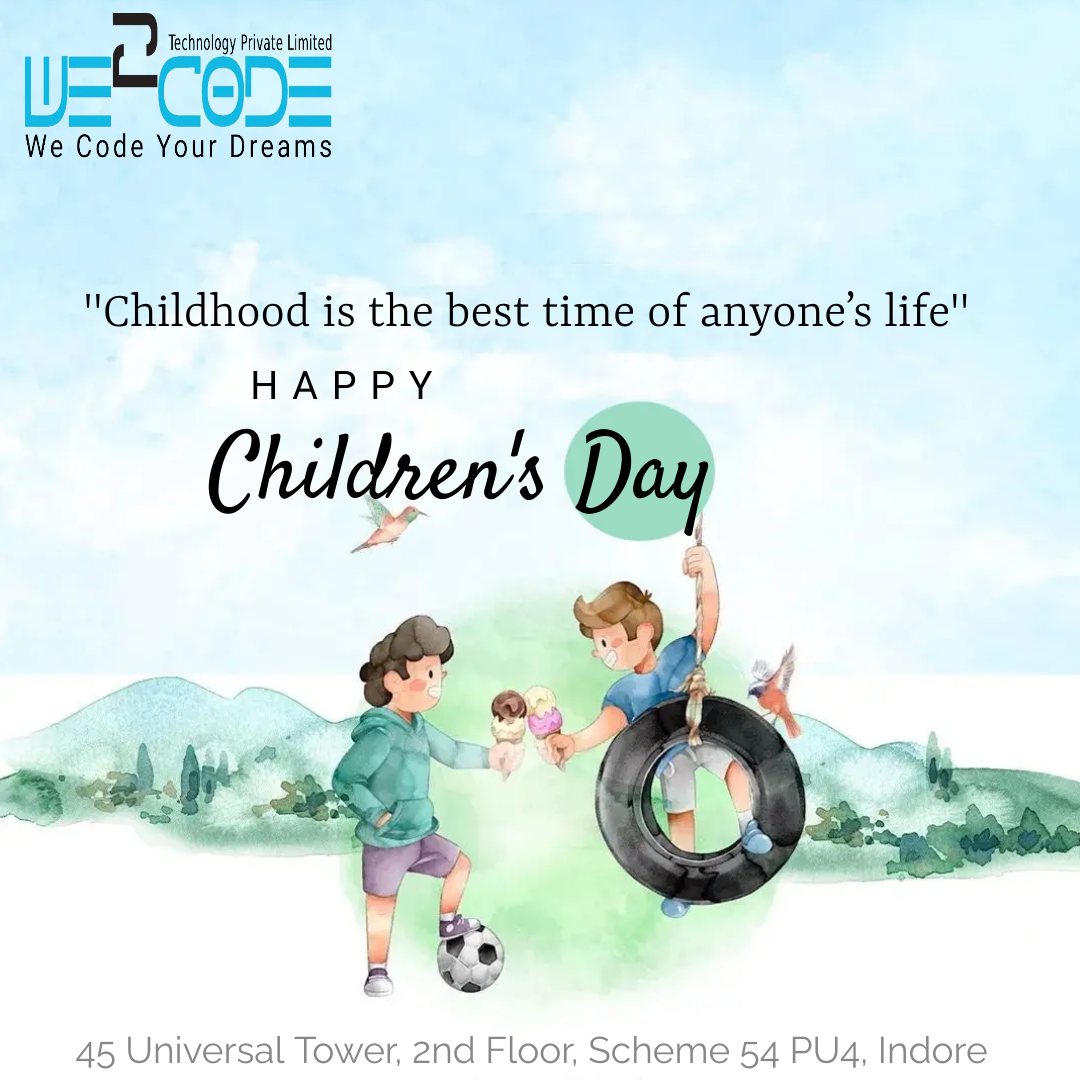 Technology Private Limited
WE2CODE
We Code Your Dreams
"Childhood is the best time of anyone’s life"
HAPPY
Children's Day
45 Universal Tower, 2nd Floor, Scheme 54 PU4, Indore